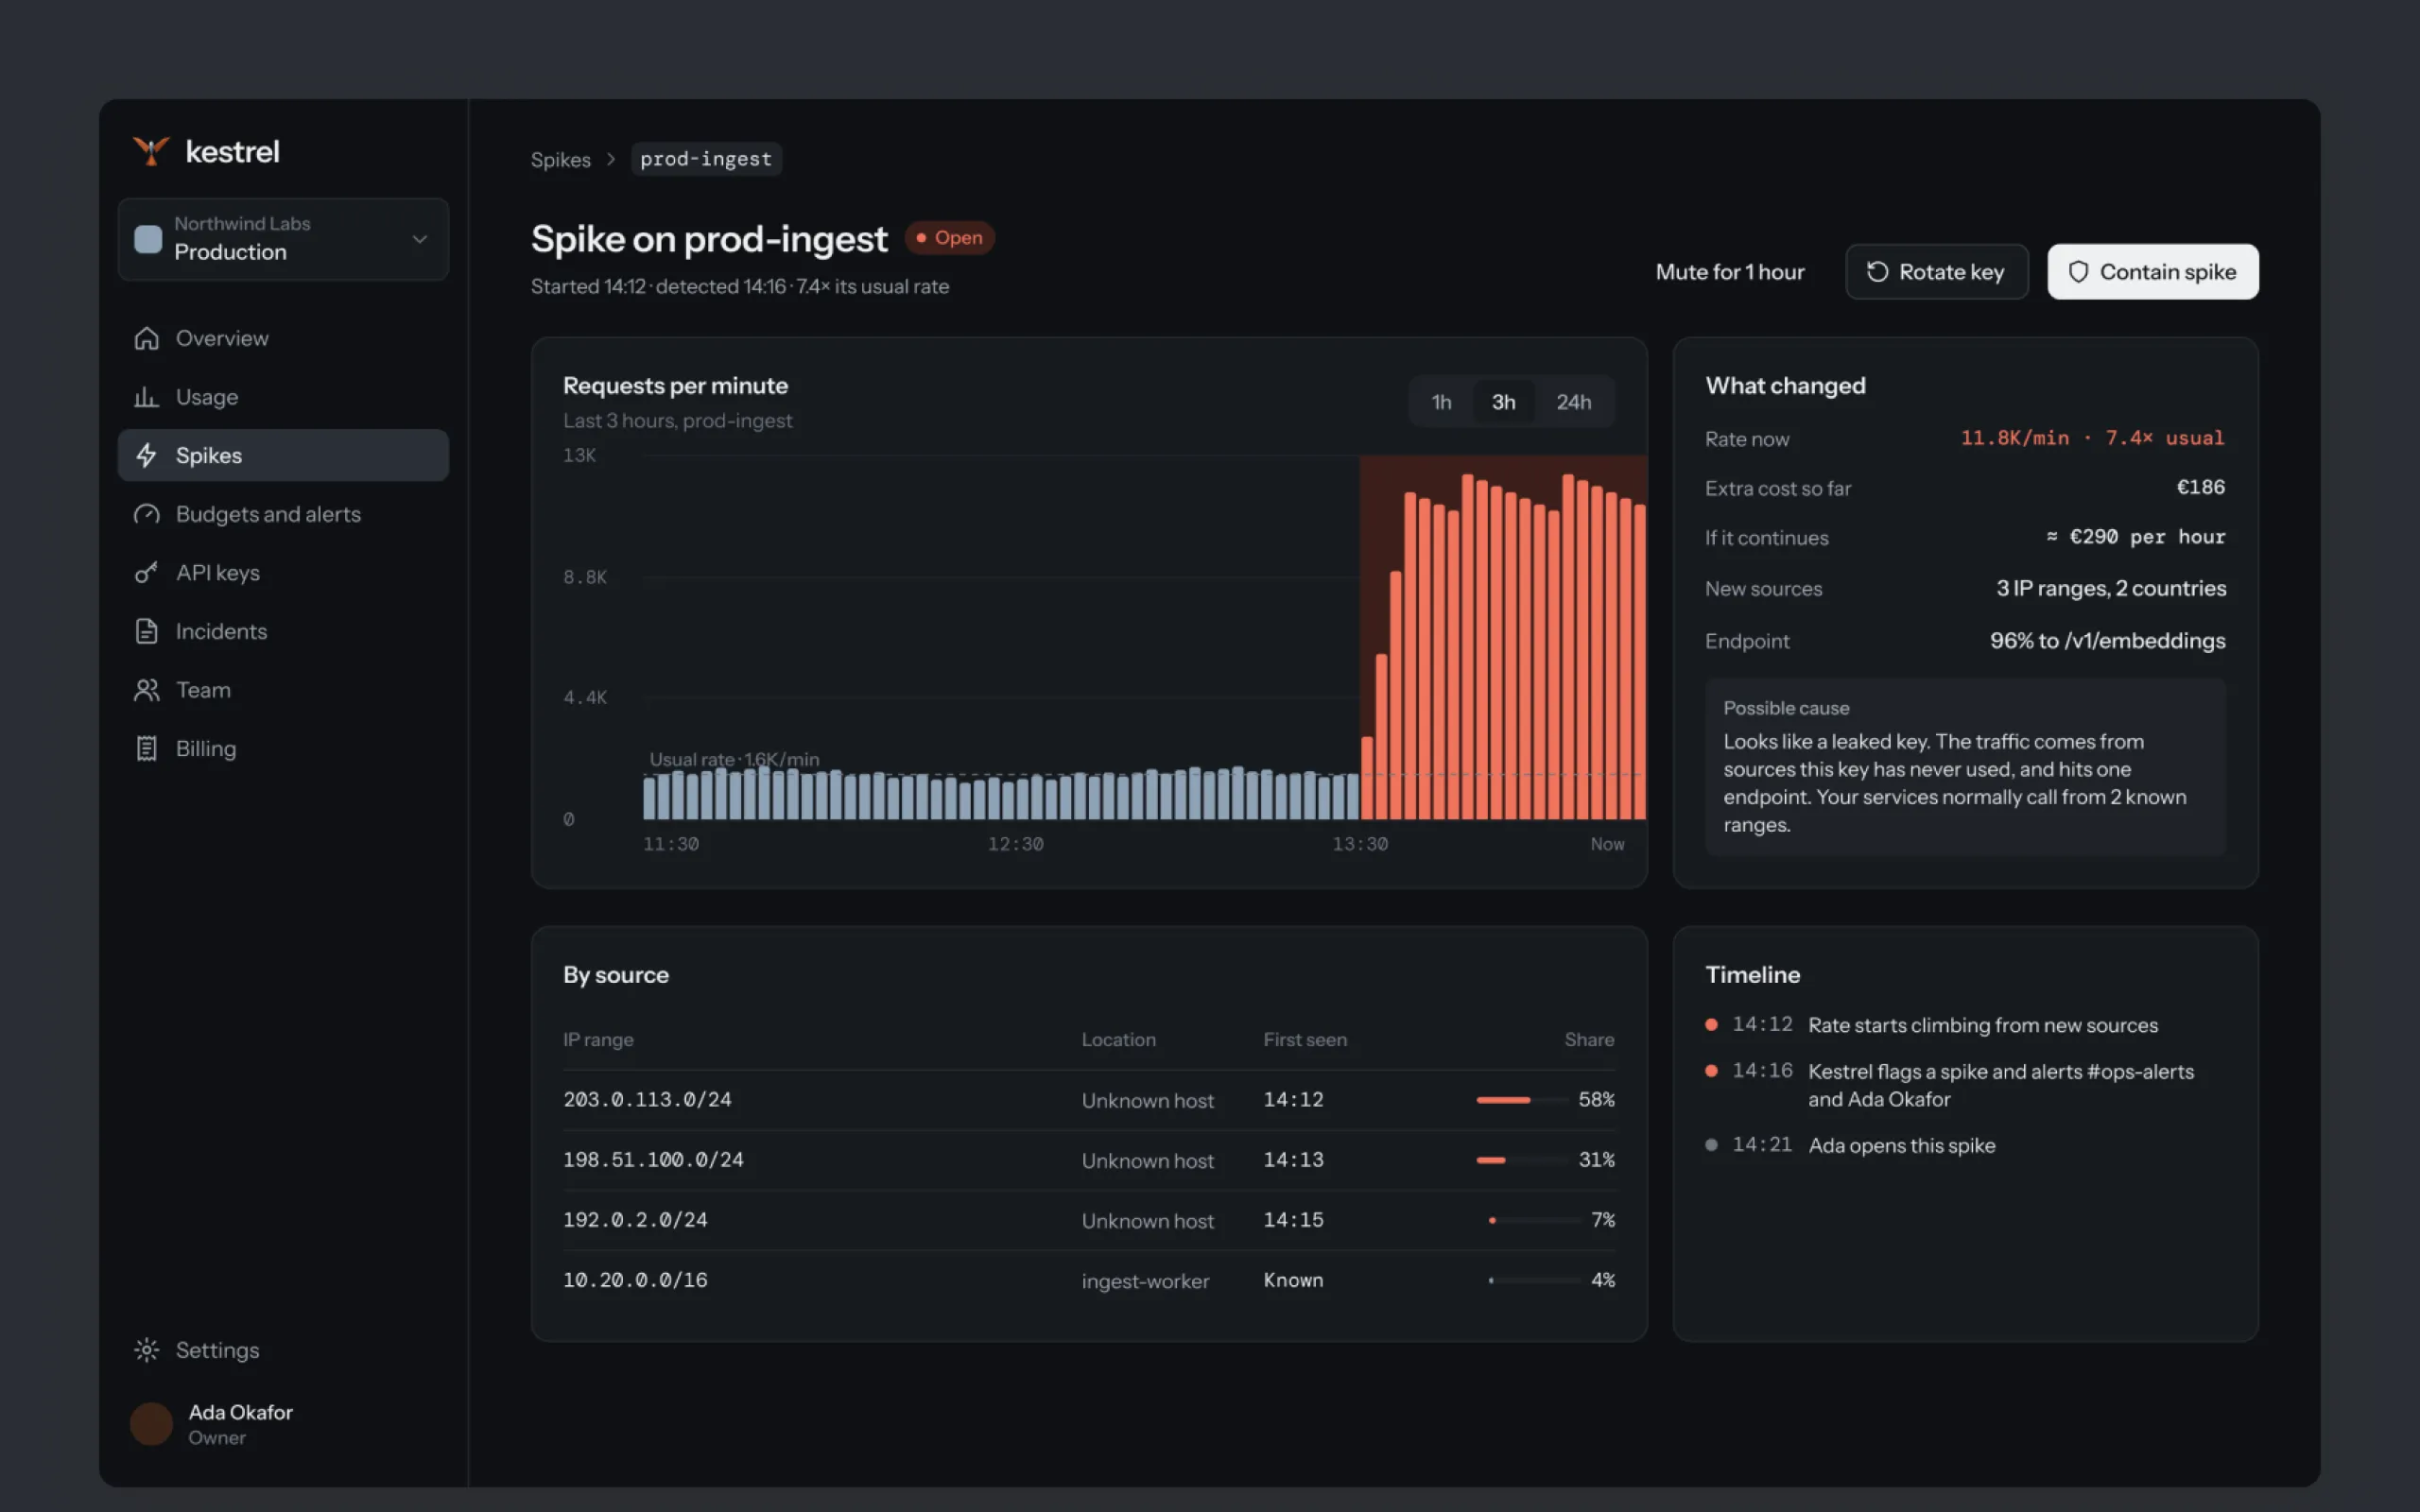 kestrel
Northwind Labs
Production
Overview
Usage
Spikes
Budgets and alerts
API keys
Incidents
Team
Billing
Settings
Ada Okafor
Owner
Spikes > prod-ingest
Spike on prod-ingest
Open
Started 14:12 · detected 14:16 · 7.4× its usual rate
Mute for 1 hour
Rotate key
Contain spike
Requests per minute
Last 3 hours, prod-ingest
1h 3h 24h
13K
8.8K
4.4K
Usual rate · 1.6K/min
0
11:30 12:30 13:30 Now
What changed
Rate now 11.8K/min · 7.4× usual
Extra cost so far €186
If it continues ≈ €290 per hour
New sources 3 IP ranges, 2 countries
Endpoint 96% to /v1/embeddings
Possible cause
Looks like a leaked key. The traffic comes from
sources this key has never used, and hits one
endpoint. Your services normally call from 2 known
ranges.
By source
IP range Location First seen Share
203.0.113.0/24 Unknown host 14:12 58%
198.51.100.0/24 Unknown host 14:13 31%
192.0.2.0/24 Unknown host 14:15 7%
10.20.0.0/16 ingest-worker Known 4%
Timeline
14:12 Rate starts climbing from new sources
14:16 Kestrel flags a spike and alerts #ops-alerts
and Ada Okafor
14:21 Ada opens this spike